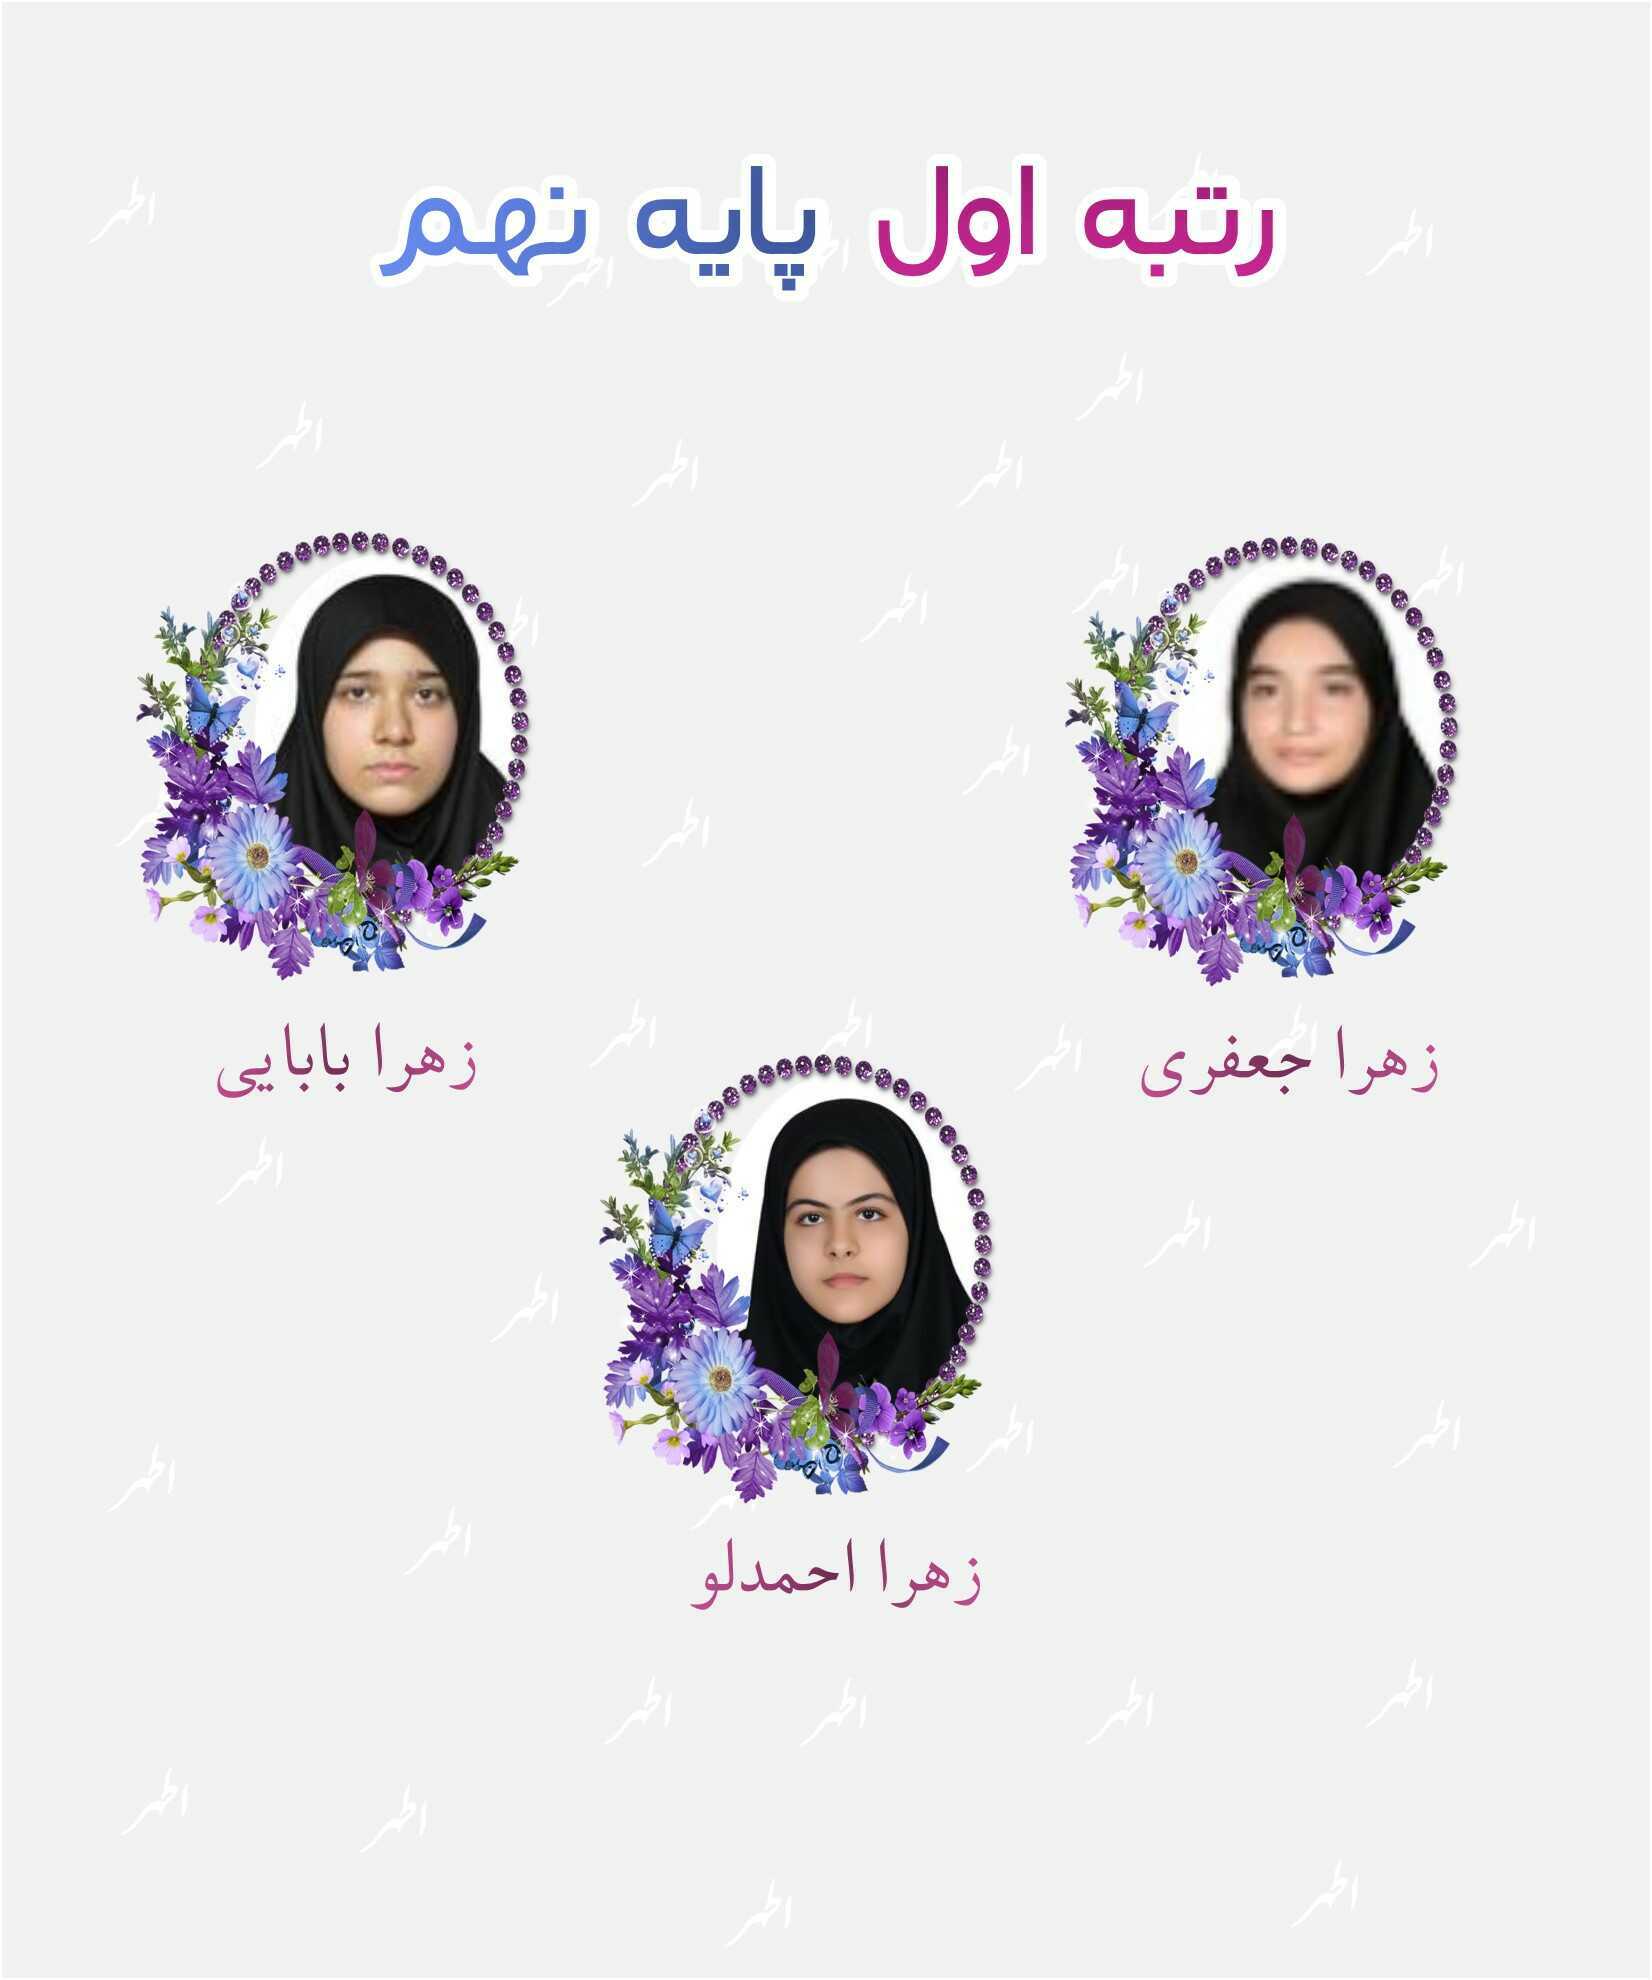 رتبه اول پایه نهم
زهرا جعفری
زهرا بابایی
زهرا احمدلو
اطهر